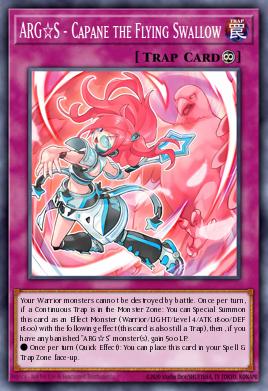 ARG☆S - Capane the Flying Swallow
TRAP
[Trap Card]
Your Warrior monsters cannot be destroyed by battle. Once per turn,
if a Continuous Trap is in the Monster Zone: You can Special Summon
this card as an Effect Monster (Warrior/LIGHT/Level 4/ATK 1800/DEF
1800) with the following effect (this card is also still a Trap), then, if you
have any banished "ARG☆S" monster(s), gain 500 LP.
● Once per turn (Quick Effect): You can place this card in your Spell &
Trap Zone face-up.